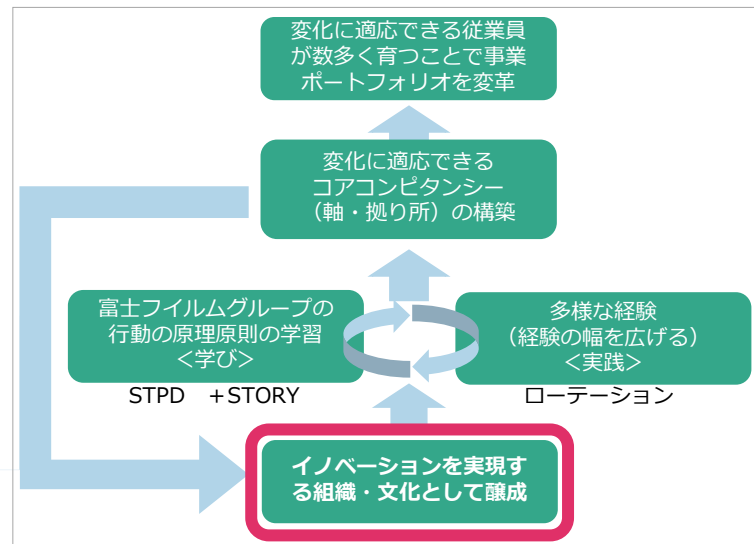 変化に適応できる従業員
が数多く育つことで事業
ポートフォリオを変革
変化に適応できる
コアコンピタンシー
（軸・拠り所）の構築
富士フイルムグループの
行動の原理原則の学習
＜学び＞
STPD　＋STORY
多様な経験
（経験の幅を広げる）
＜実践＞
ローテーション
イノベーションを実現す
る組織・文化として醸成